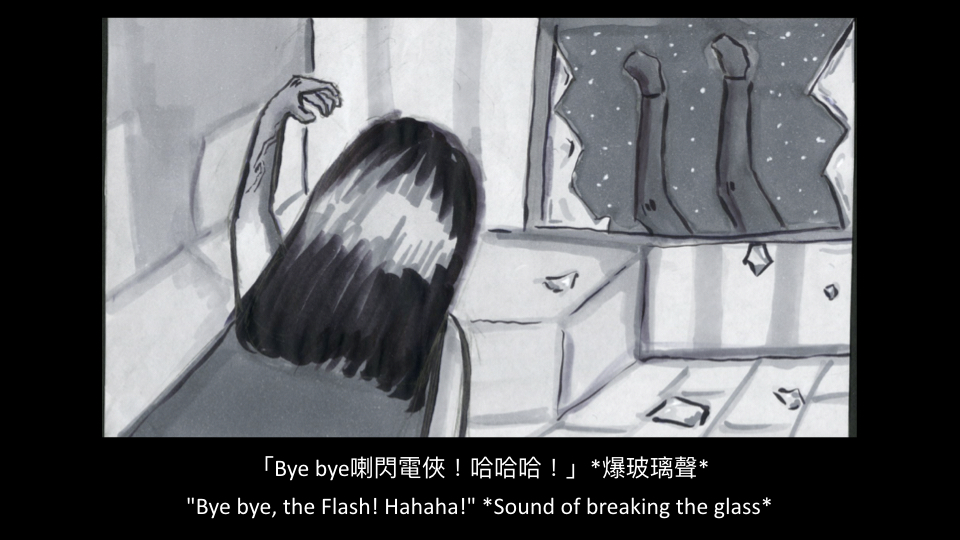 「Bye bye喇閃電俠！哈哈哈！」*爆玻璃聲*
"Bye bye, the Flash! Hahaha!" *Sound of breaking the glass*